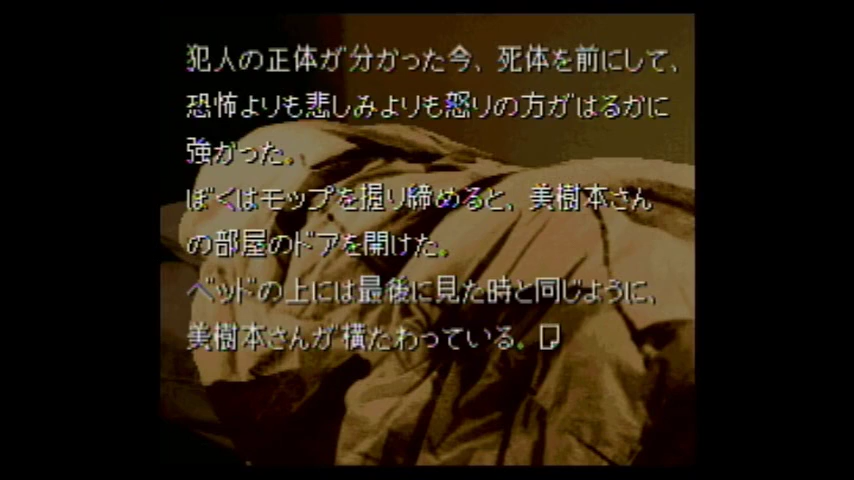 犯人の正体が分かった今、死体を前にして、
恐怖よりも悲しみよりも怒りの方がはるかに
強かった。
ぼくはモップを握り締めると、美樹本さん
の部屋のドアを開けた。
ベッドの上には最後に見た時と同じように、
美樹本さんが横たわっている。